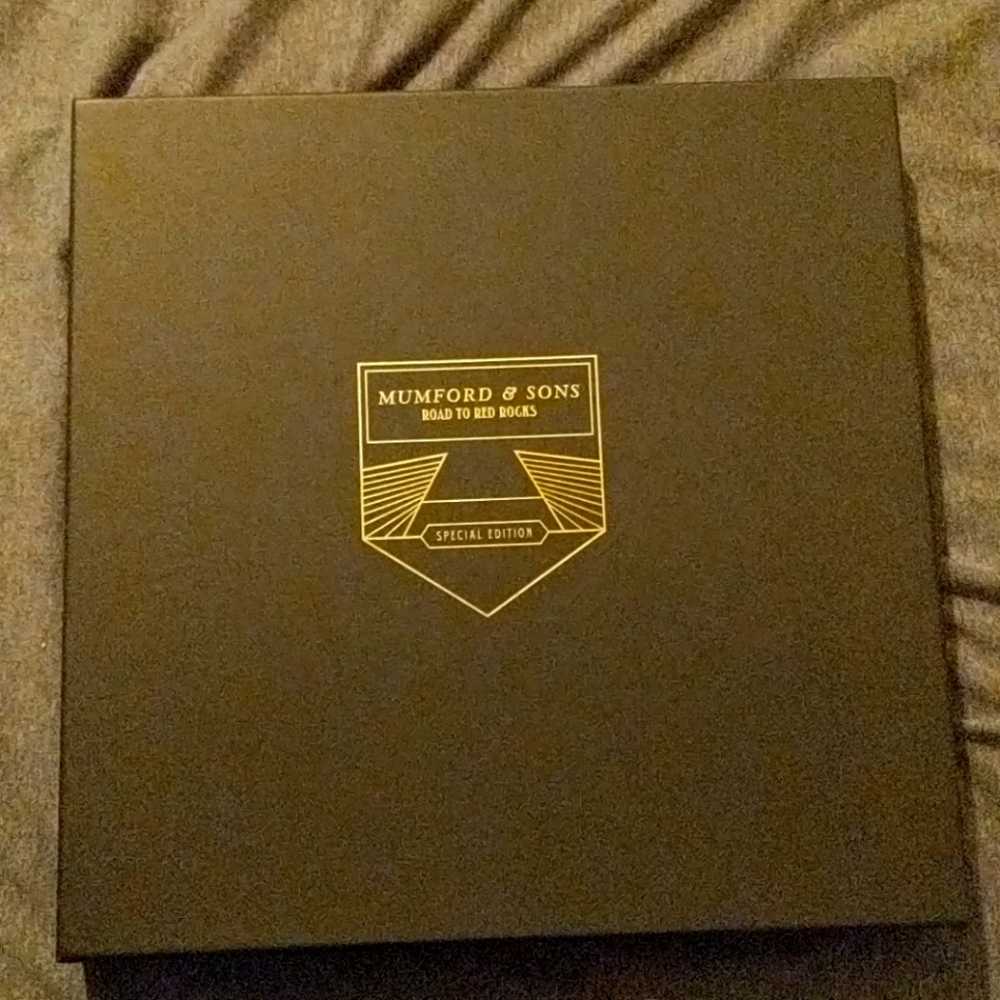 MUMFORD & SONS
ROAD TO RED ROCKS
SPECIAL EDITION